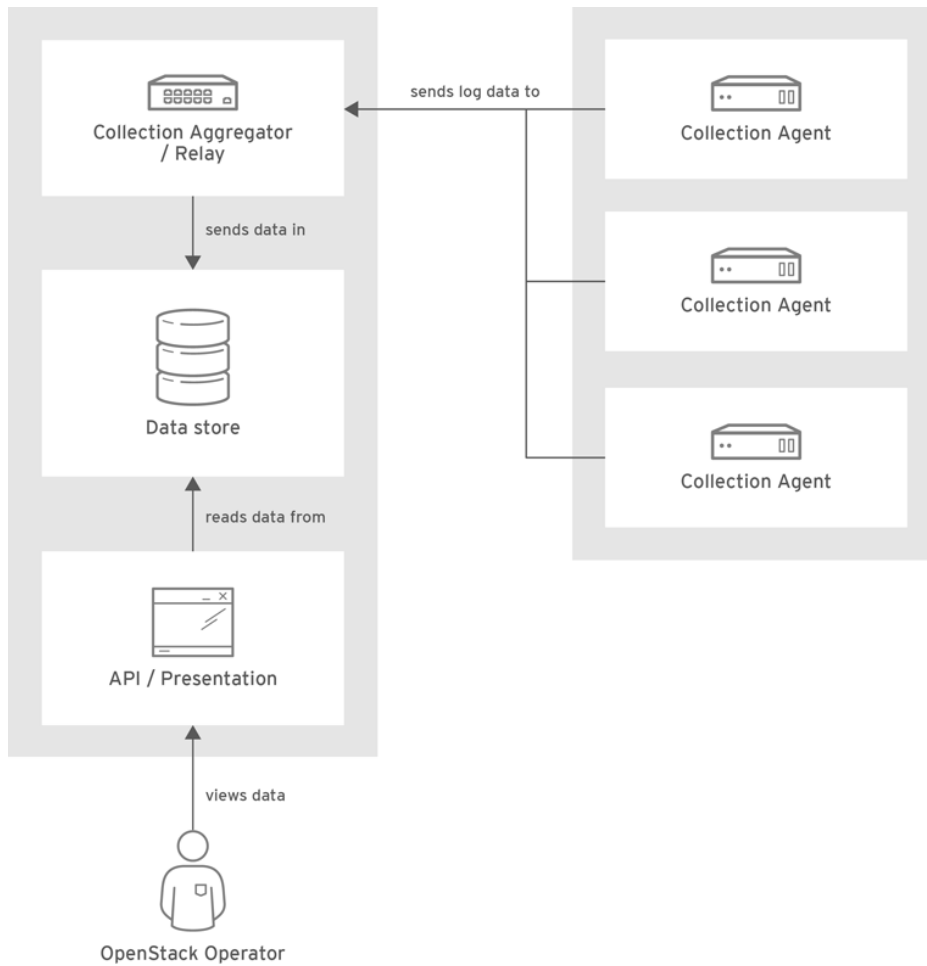 sends log data to
Collection Aggregator
/ Relay
Collection Agent
sends data in
Collection Agent
Data store
Collection Agent
reads data from
API / Presentation
views data
OpenStack Operator